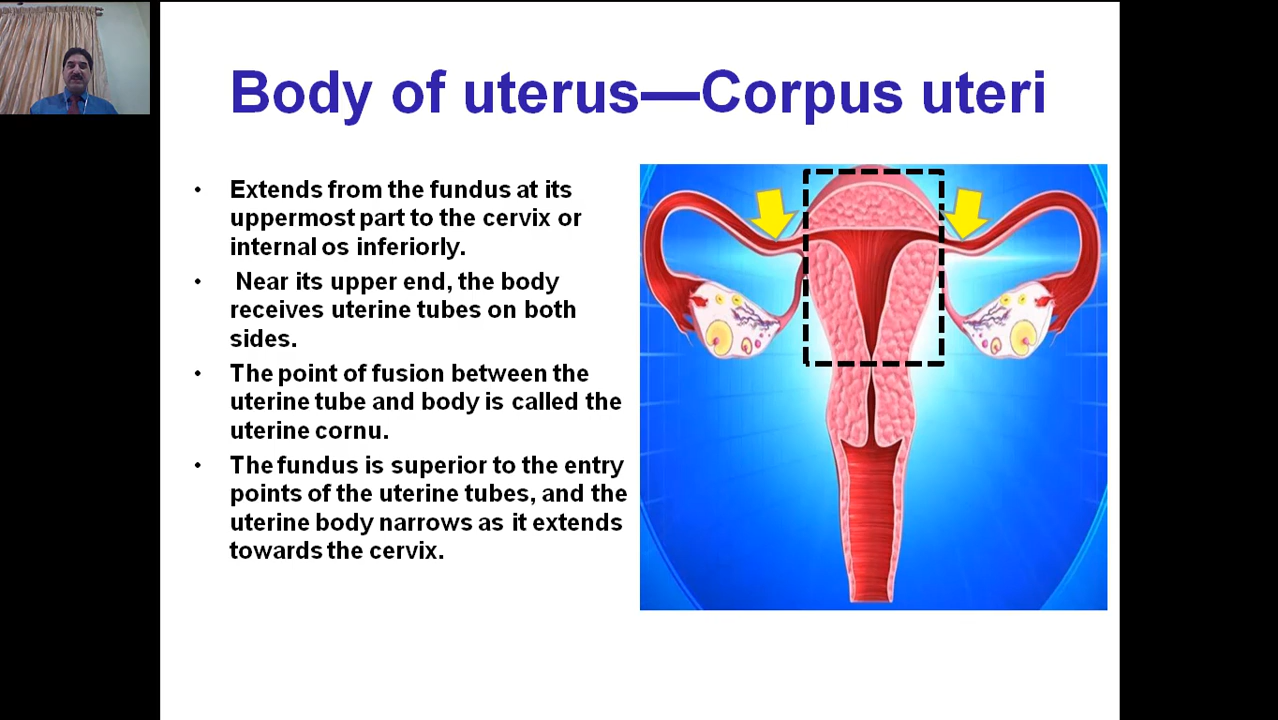 Body of uterus—Corpus uteri
• Extends from the fundus at its
uppermost part to the cervix or
internal os inferiorly.
• Near its upper end, the body
receives uterine tubes on both
sides.
• The point of fusion between the
uterine tube and body is called the
uterine cornu.
• The fundus is superior to the entry
points of the uterine tubes, and the
uterine body narrows as it extends
towards the cervix.